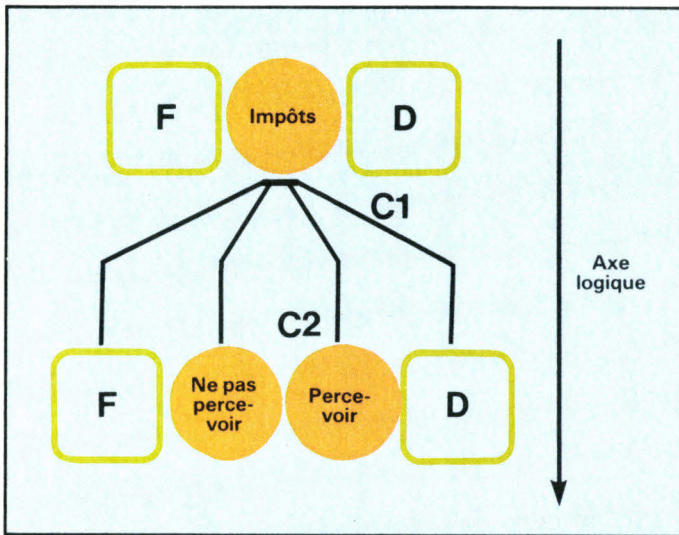 F
Impôts
D
C1
Axe
logique
C2
F
Ne pas
perce-
voir
Perce-
voir
D